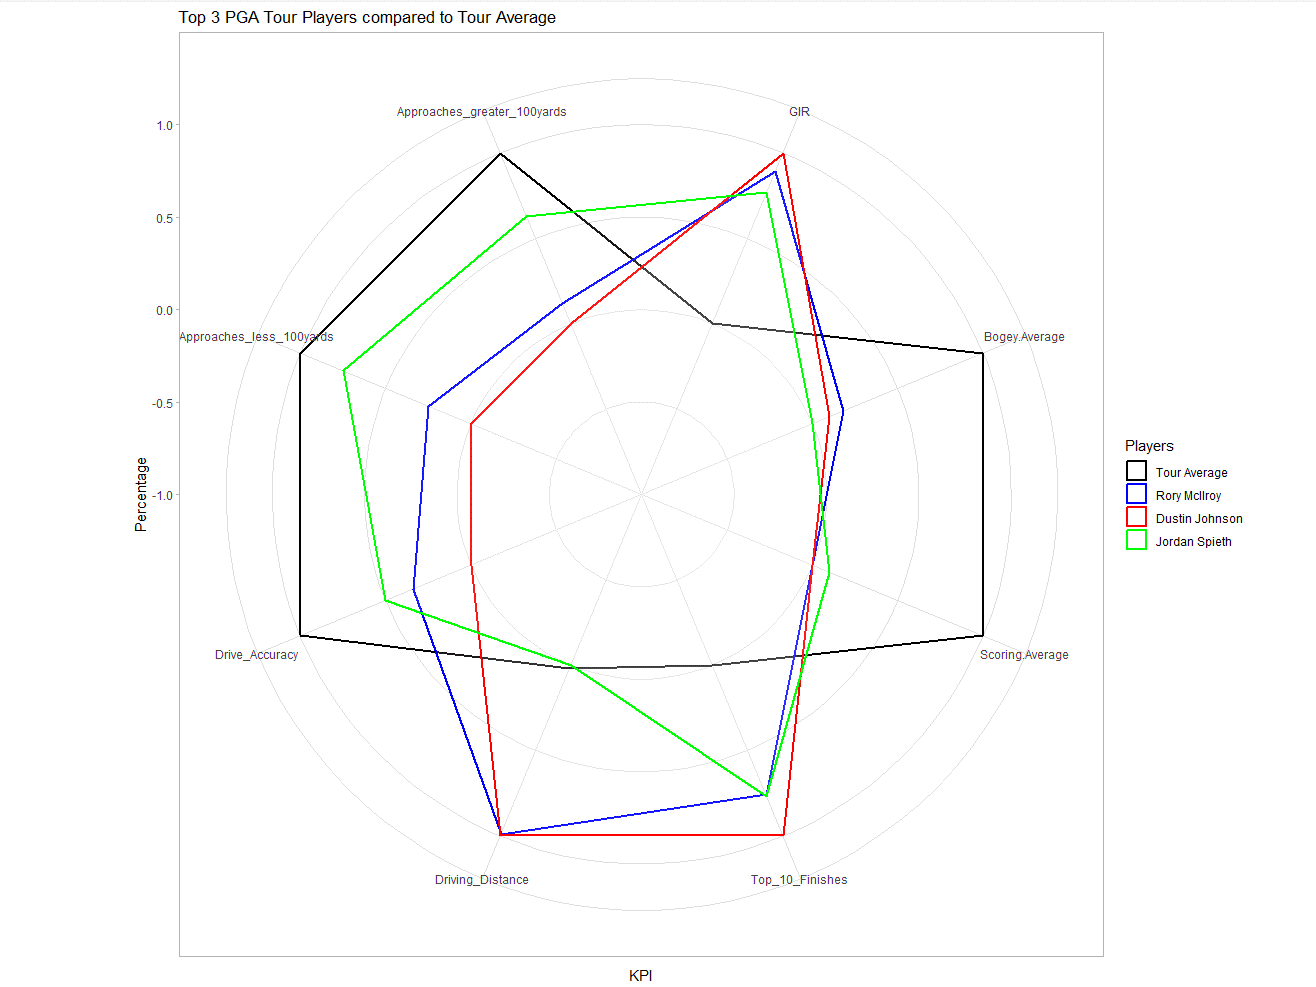 Top 3 PGA Tour Players compared to Tour Average
Approaches_greater_100yards
GIR
1.0
0.5
0.0
-0.5
-1.0
Percentage
Approaches_less_100yards
Bogey.Average
Drive_Accuracy
Scoring.Average
Driving_Distance
Top_10_Finishes
KPI
Players
Tour Average
Rory McIlroy
Dustin Johnson
Jordan Spieth